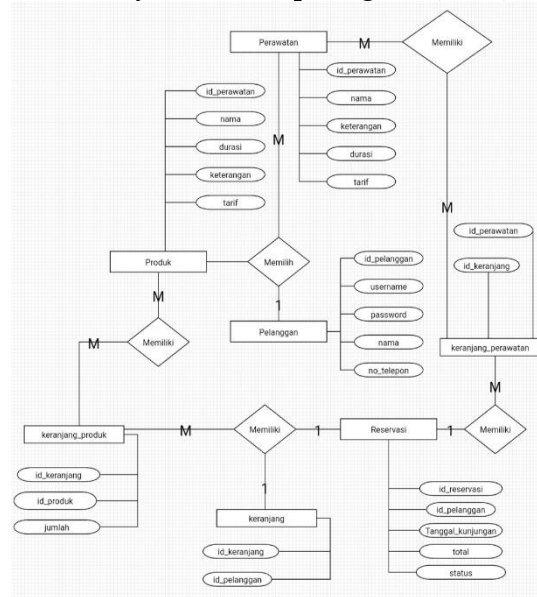 Perawatan
M
Memiliki
id_perawatan
nama
keterangan
durasi
tarif
id_perawatan
nama
durasi
keterangan
tarif
M
M
id_perawatan
id_keranjang
Produk
Memilih
1
Pelanggan
id_pelanggan
username
password
nama
no_telepon
keranjang_perawatan
M
Memiliki
M
M
keranjang_produk
M
Memiliki
1
Reservasi
1
Memiliki
id_keranjang
id_produk
jumlah
1
keranjang
id_keranjang
id_pelanggan
id_reservasi
id_pelanggan
Tanggal_kunjungan
total
status